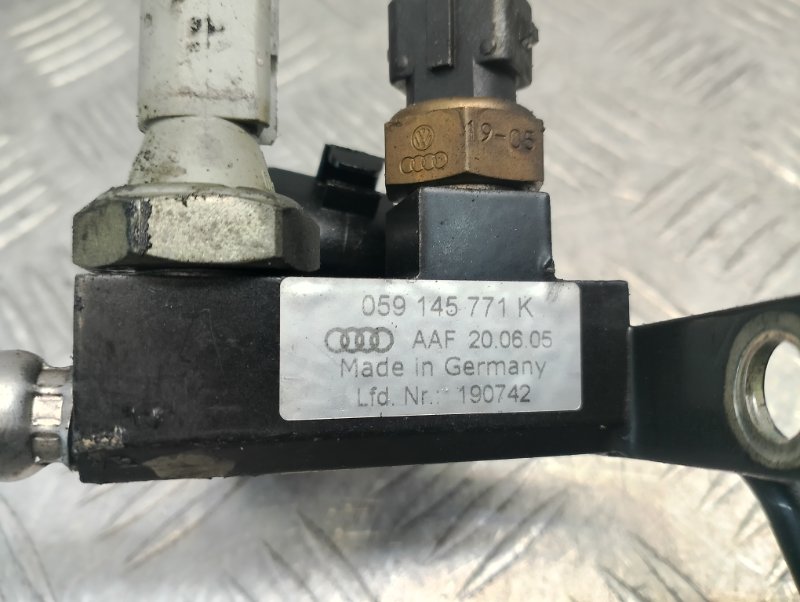 19-05
059 145 771 K
AAF 20.06.05
Made in Germany
Lfd. Nr.: 190742